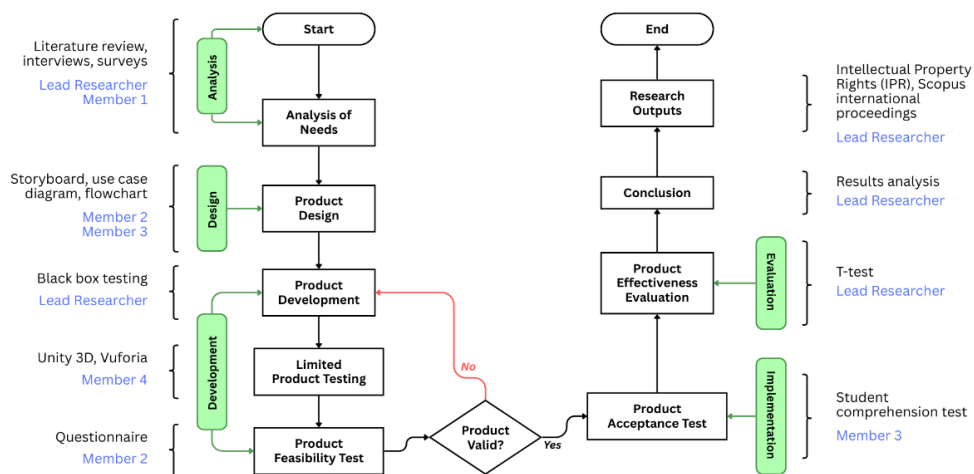 Start
End
Literature review,
interviews, surveys
Lead Researcher
Member 1
Analysis
Analysis of
Needs
Research
Outputs
Intellectual Property
Rights (IPR), Scopus
international
proceedings
Lead Researcher
Storyboard, use case
diagram, flowchart
Member 2
Member 3
Design
Product
Design
Conclusion
Results analysis
Lead Researcher
Black box testing
Lead Researcher
Product
Development
Product
Effectiveness
Evaluation
Evaluation
T-test
Lead Researcher
Development
Unity 3D, Vuforia
Member 4
Limited
Product Testing
No
Questionnaire
Member 2
Product
Feasibility Test
Product
Valid?
Yes
Product
Acceptance Test
Implementation
Student
comprehension test
Member 3